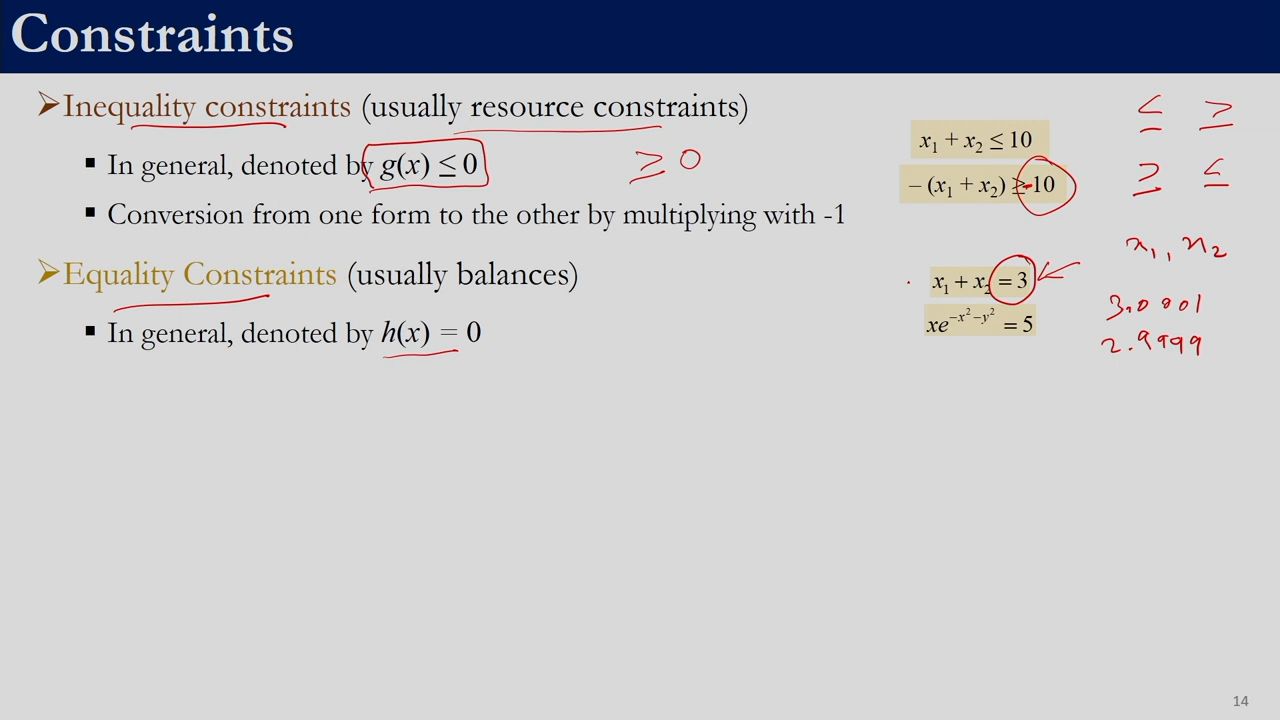 Constraints
➢Inequality constraints (usually resource constraints)
▪ In general, denoted by g(x) ≤ 0
≥ 0
▪ Conversion from one form to the other by multiplying with -1
x₁ + x₂ ≤ 10
– (x₁ + x₂) ≥ -10
≤ ≥
≥ ≤
➢Equality Constraints (usually balances)
▪ In general, denoted by h(x) = 0
x₁ + x₂ = 3
xe^{-x²-y²} = 5
x₁, x₂
3.0001
2.9999
14